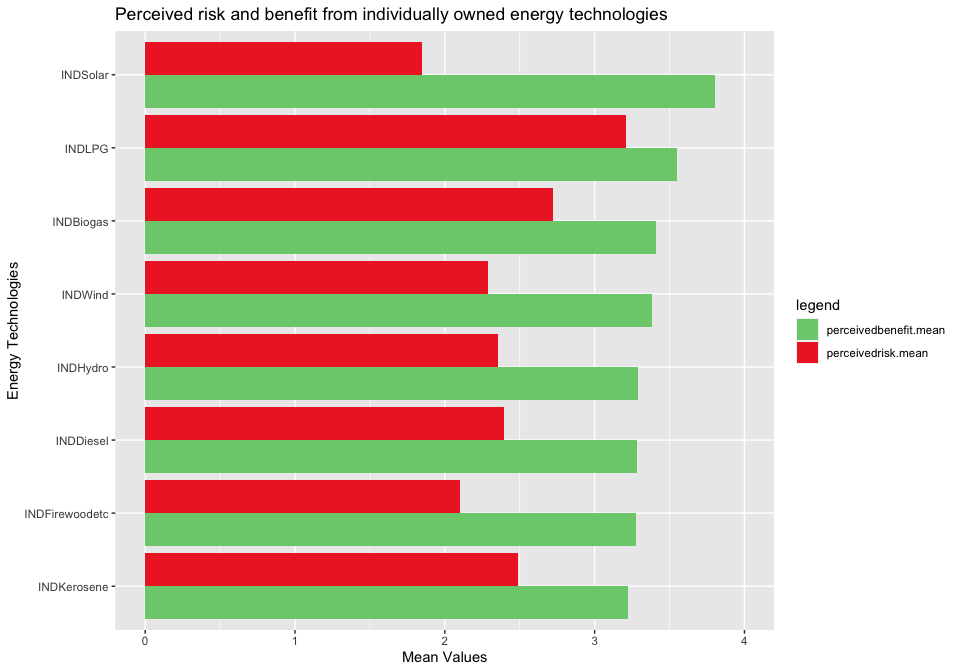 Perceived risk and benefit from individually owned energy technologies
Energy Technologies
INDSolar
INDLPG
INDBiogas
INDWind
INDHydro
INDDiesel
INDFirewoodetc
INDKerosene
0 1 2 3 4
Mean Values
legend
perceivedbenefit.mean
perceivedrisk.mean